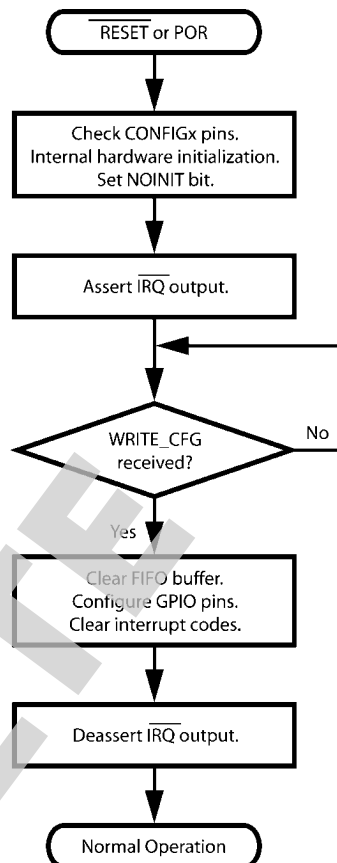 RESET or POR
Check CONFIGx pins.
Internal hardware initialization.
Set NOINIT bit.
Assert IRQ output.
WRITE_CFG
received?
No
Yes
Clear FIFO buffer.
Configure GPIO pins.
Clear interrupt codes.
Deassert IRQ output.
Normal Operation